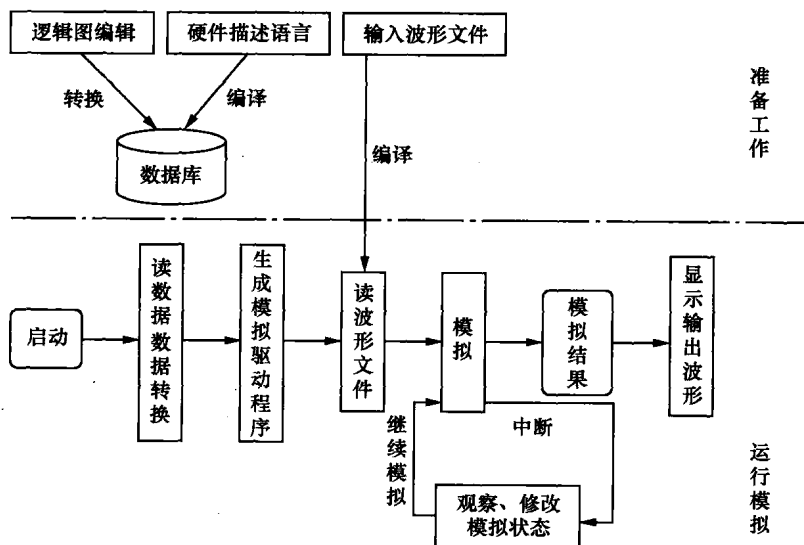 逻辑图编辑
硬件描述语言
输入波形文件
转换
编译
数据库
编译
准备工作
启动
读数据数据转换
生成模拟驱动程序
读波形文件
模拟
模拟结果
显示输出波形
继续模拟
中断
观察、修改
模拟状态
运行模拟